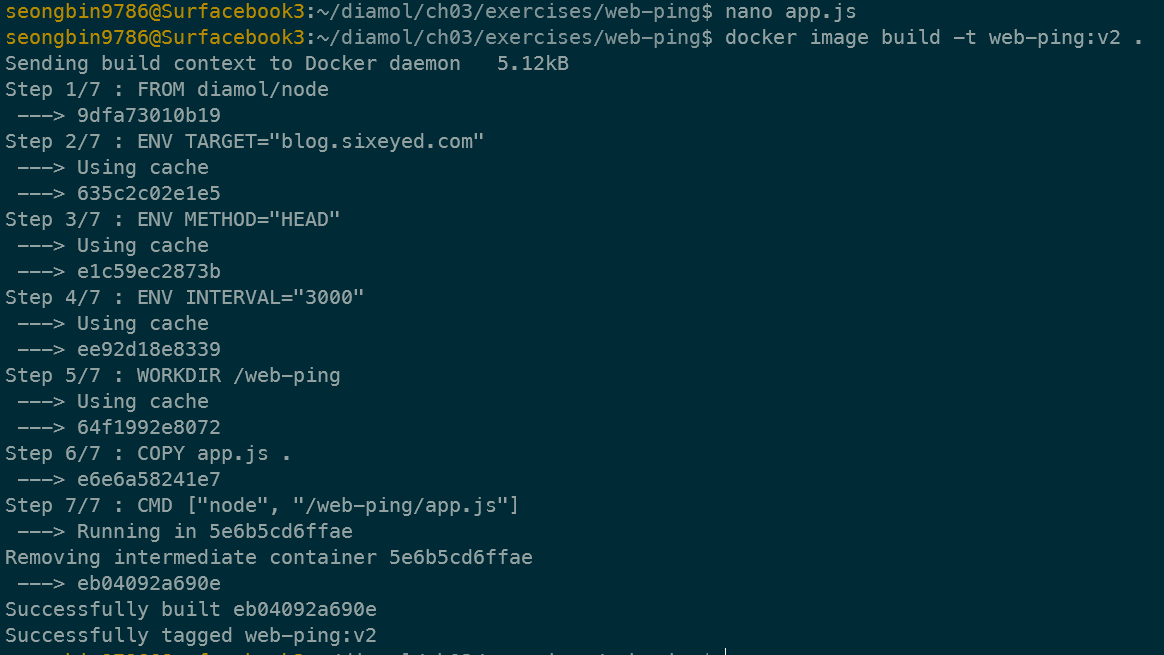 seongbin9786@Surfacebook3:~/diamol/ch03/exercises/web-ping$ nano app.js
seongbin9786@Surfacebook3:~/diamol/ch03/exercises/web-ping$ docker image build -t web-ping:v2 .
Sending build context to Docker daemon   5.12kB
Step 1/7 : FROM diamol/node
 ---> 9dfa73010b19
Step 2/7 : ENV TARGET="blog.sixeyed.com"
 ---> Using cache
 ---> 635c2c02e1e5
Step 3/7 : ENV METHOD="HEAD"
 ---> Using cache
 ---> e1c59ec2873b
Step 4/7 : ENV INTERVAL="3000"
 ---> Using cache
 ---> ee92d18e8339
Step 5/7 : WORKDIR /web-ping
 ---> Using cache
 ---> 64f1992e8072
Step 6/7 : COPY app.js .
 ---> e6e6a58241e7
Step 7/7 : CMD ["node", "/web-ping/app.js"]
 ---> Running in 5e6b5cd6ffae
Removing intermediate container 5e6b5cd6ffae
 ---> eb04092a690e
Successfully built eb04092a690e
Successfully tagged web-ping:v2